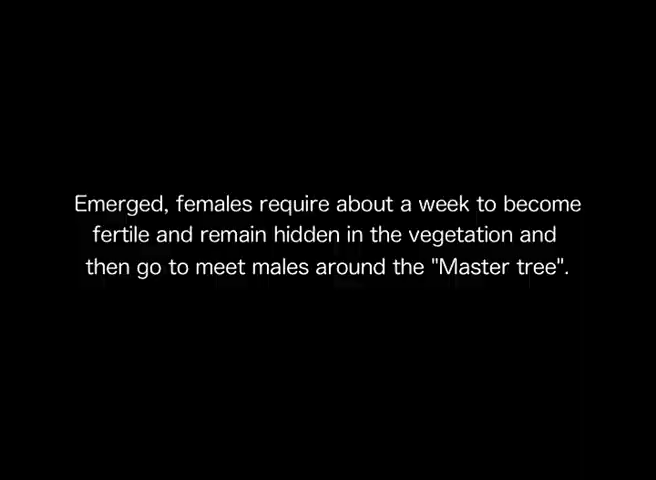 Emerged, females require about a week to become
fertile and remain hidden in the vegetation and
then go to meet males around the "Master tree".